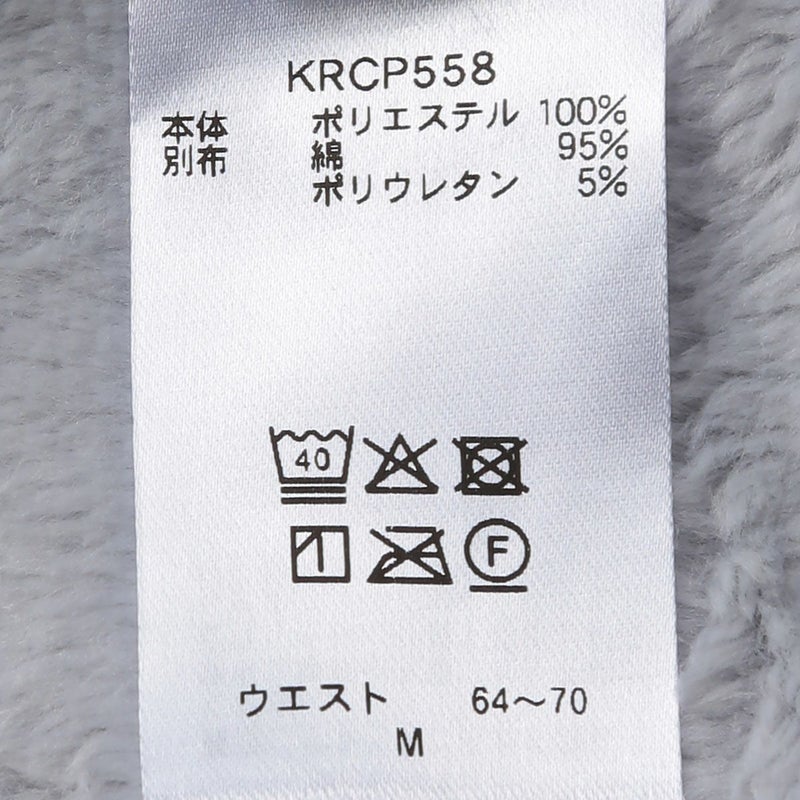 KRCP558
本体 ポリエステル 100%
別布 綿 95%
ポリウレタン 5%
40
F
ウエスト 64〜70
M